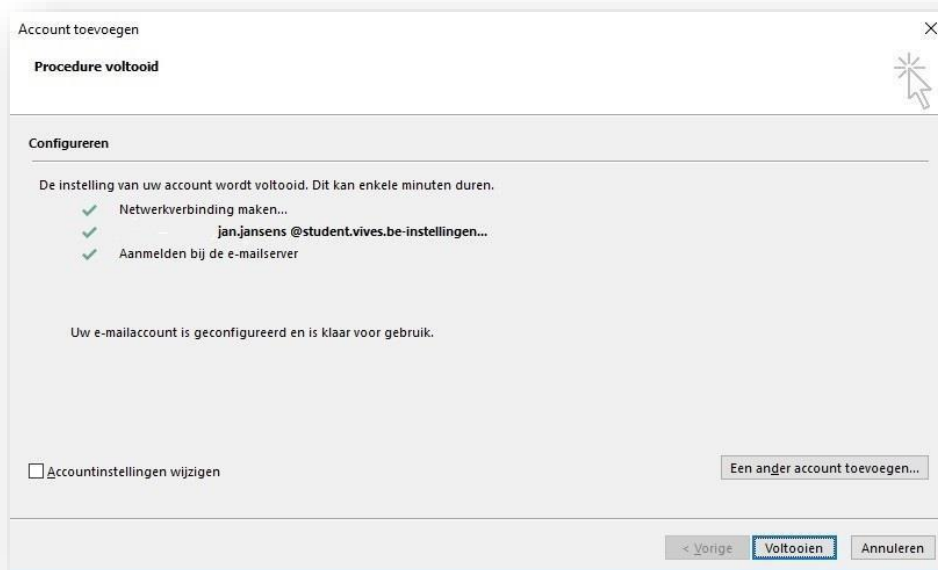 Account toevoegen
Procedure voltooid
Configureren
De instelling van uw account wordt voltooid. Dit kan enkele minuten duren.
Netwerkverbinding maken...
jan.jansens @student.vives.be-instellingen...
Aanmelden bij de e-mailserver
Uw e-mailaccount is geconfigureerd en is klaar voor gebruik.
Accountinstellingen wijzigen
Een ander account toevoegen...
< Vorige
Voltooien
Annuleren